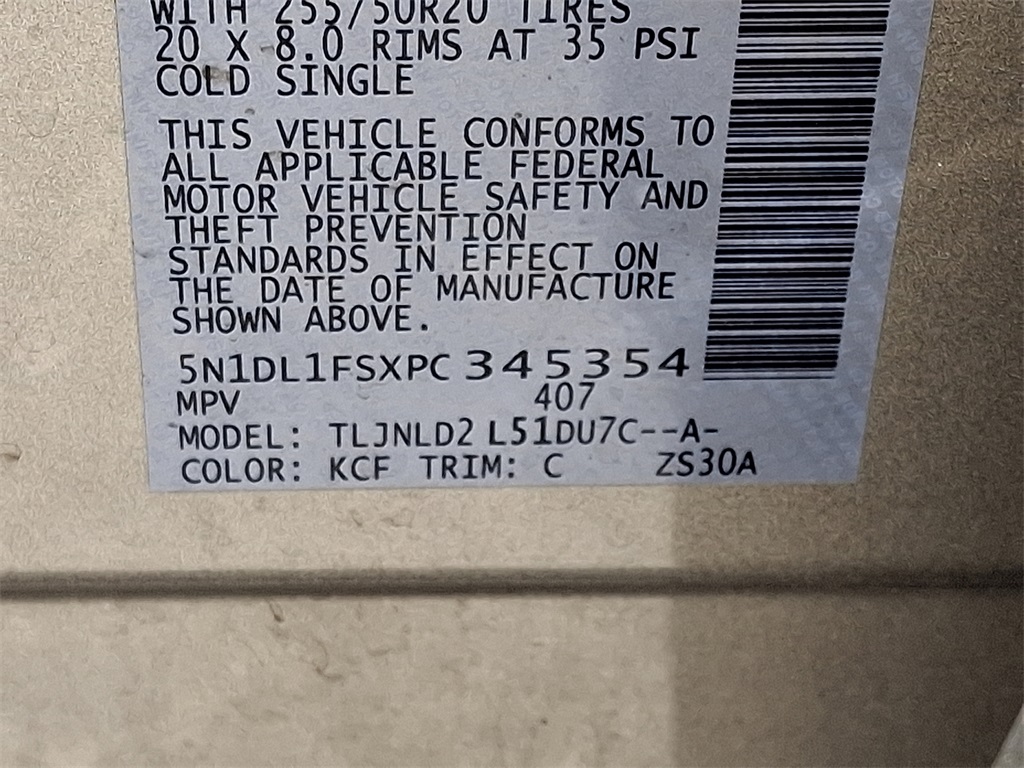 WITH 255/50R20 TIRES
20 X 8.0 RIMS AT 35 PSI
COLD SINGLE
THIS VEHICLE CONFORMS TO
ALL APPLICABLE FEDERAL
MOTOR VEHICLE SAFETY AND
THEFT PREVENTION
STANDARDS IN EFFECT ON
THE DATE OF MANUFACTURE
SHOWN ABOVE.
5N1DL1FSXPC345354
MPV 407
MODEL: TLJNLD2 L51DU7C--A-
COLOR: KCF TRIM: C ZS30A